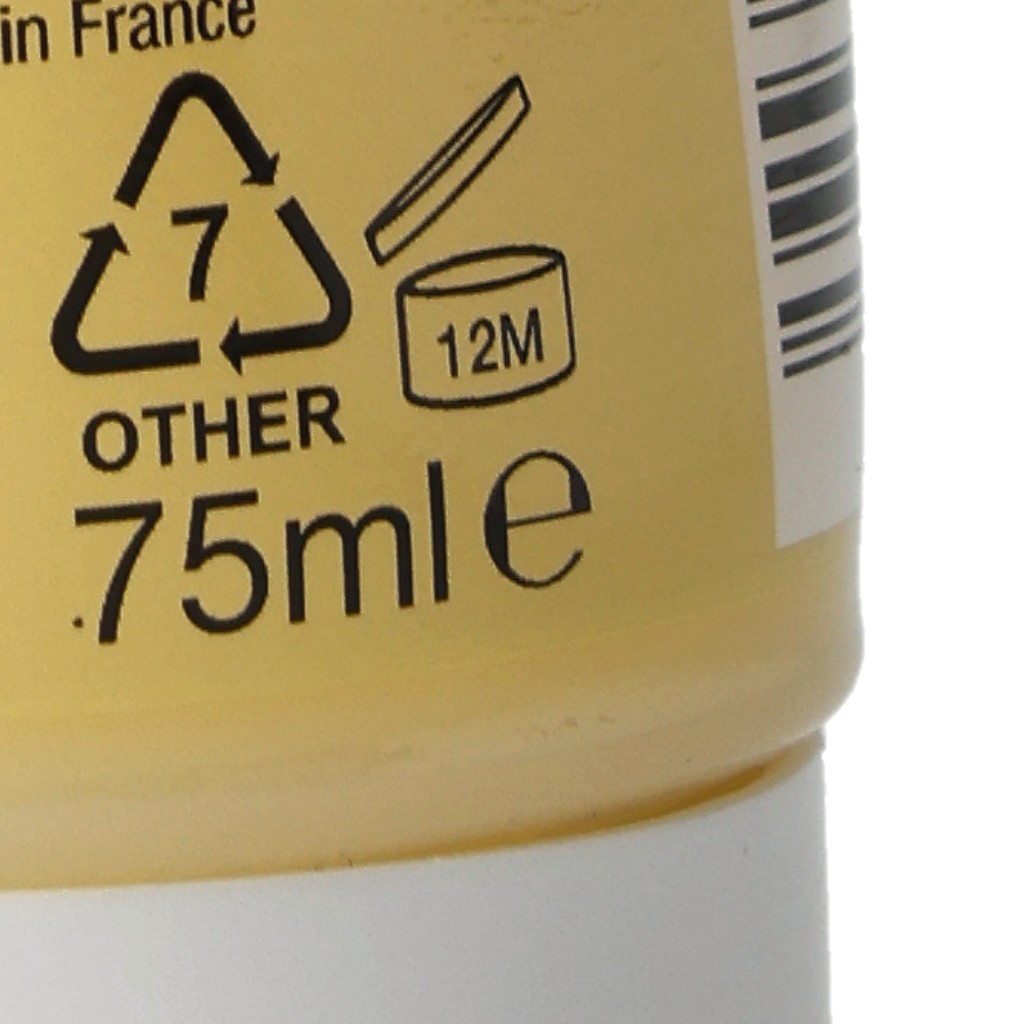 in France
7
12M
OTHER
75ml e